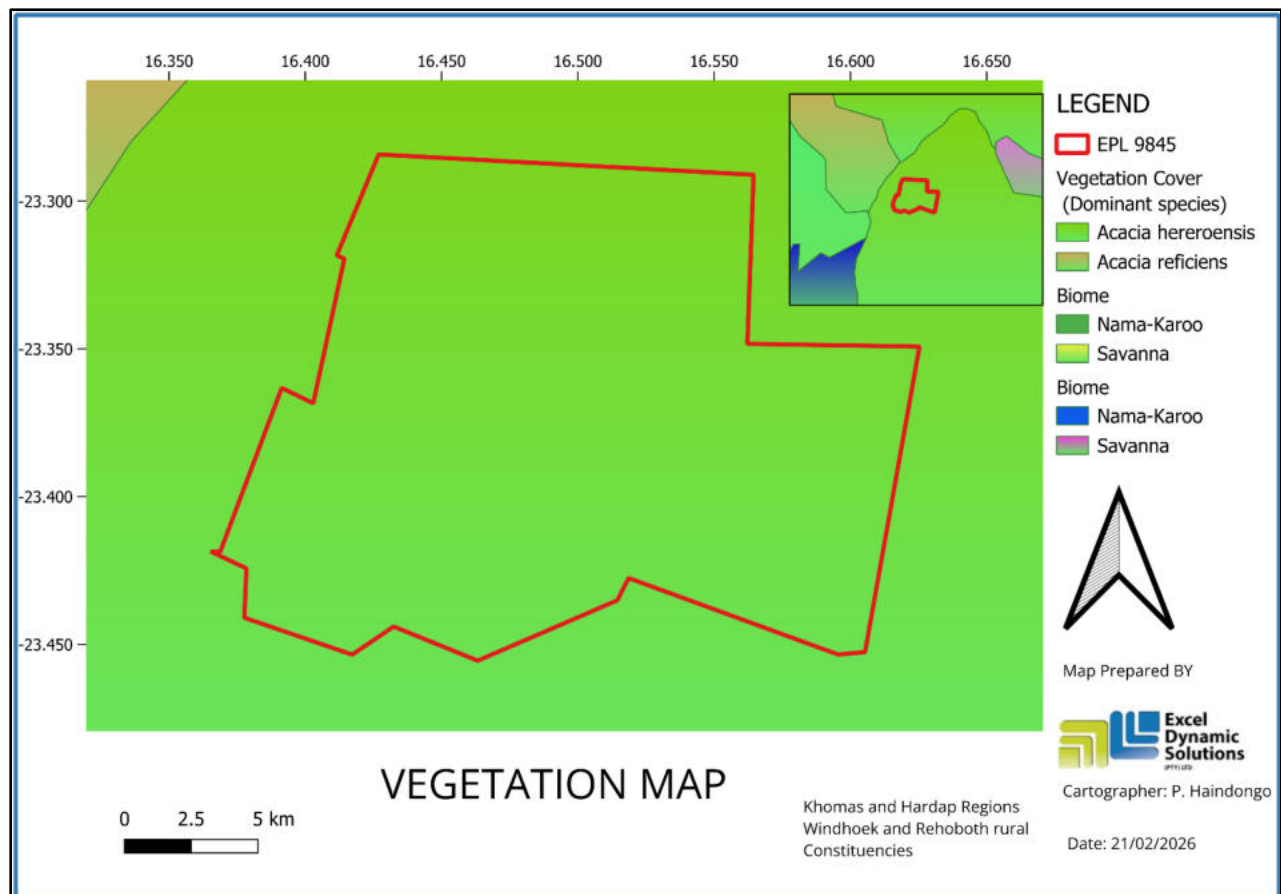 16.350 16.400 16.450 16.500 16.550 16.600 16.650
-23.300
-23.350
-23.400
-23.450
LEGEND
EPL 9845
Vegetation Cover
(Dominant species)
Acacia hereroensis
Acacia reficiens
Biome
Nama-Karoo
Savanna
Biome
Nama-Karoo
Savanna
Map Prepared BY
Excel
Dynamic
Solutions
(PTY) LTD
Cartographer: P. Haindongo
Date: 21/02/2026
VEGETATION MAP
0 2.5 5 km
Khomas and Hardap Regions
Windhoek and Rehoboth rural
Constituencies